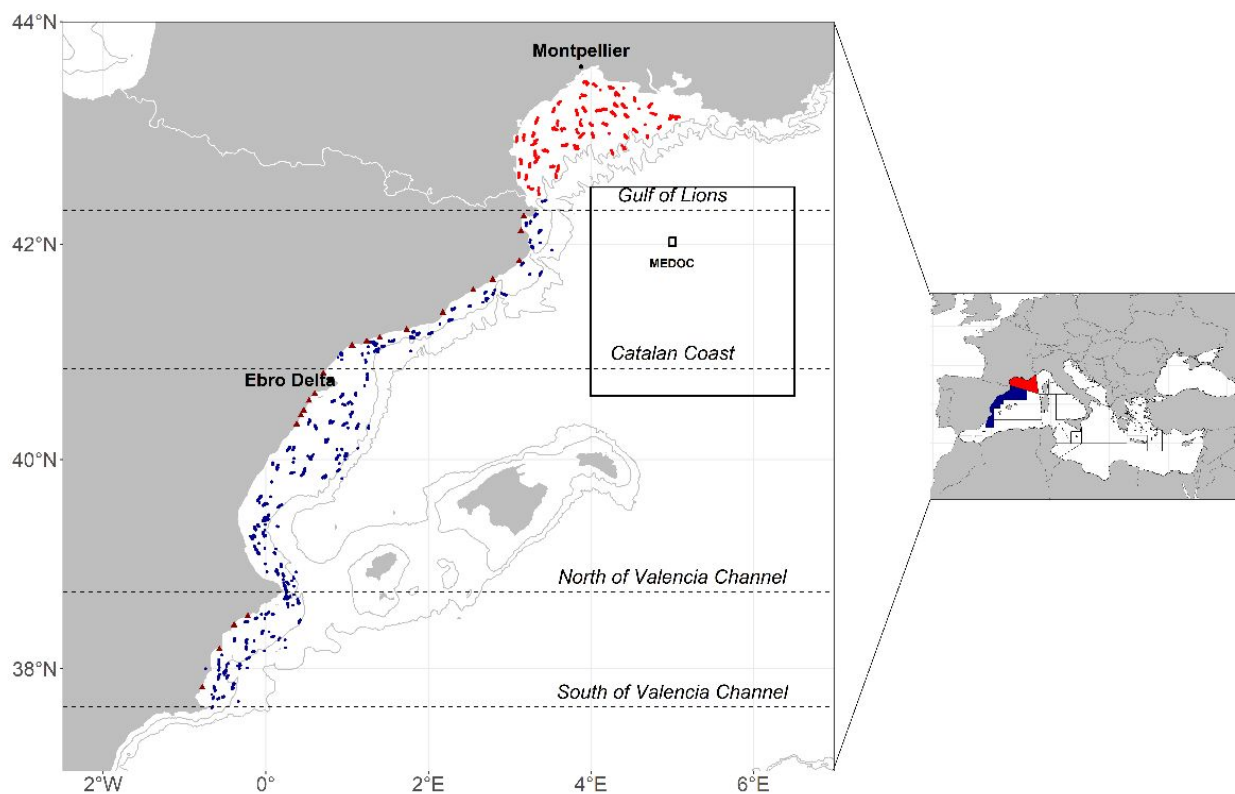 44°N
Montpellier
Gulf of Lions
42°N
MEDOC
Catalan Coast
Ebro Delta
40°N
North of Valencia Channel
38°N
South of Valencia Channel
2°W 0° 2°E 4°E 6°E